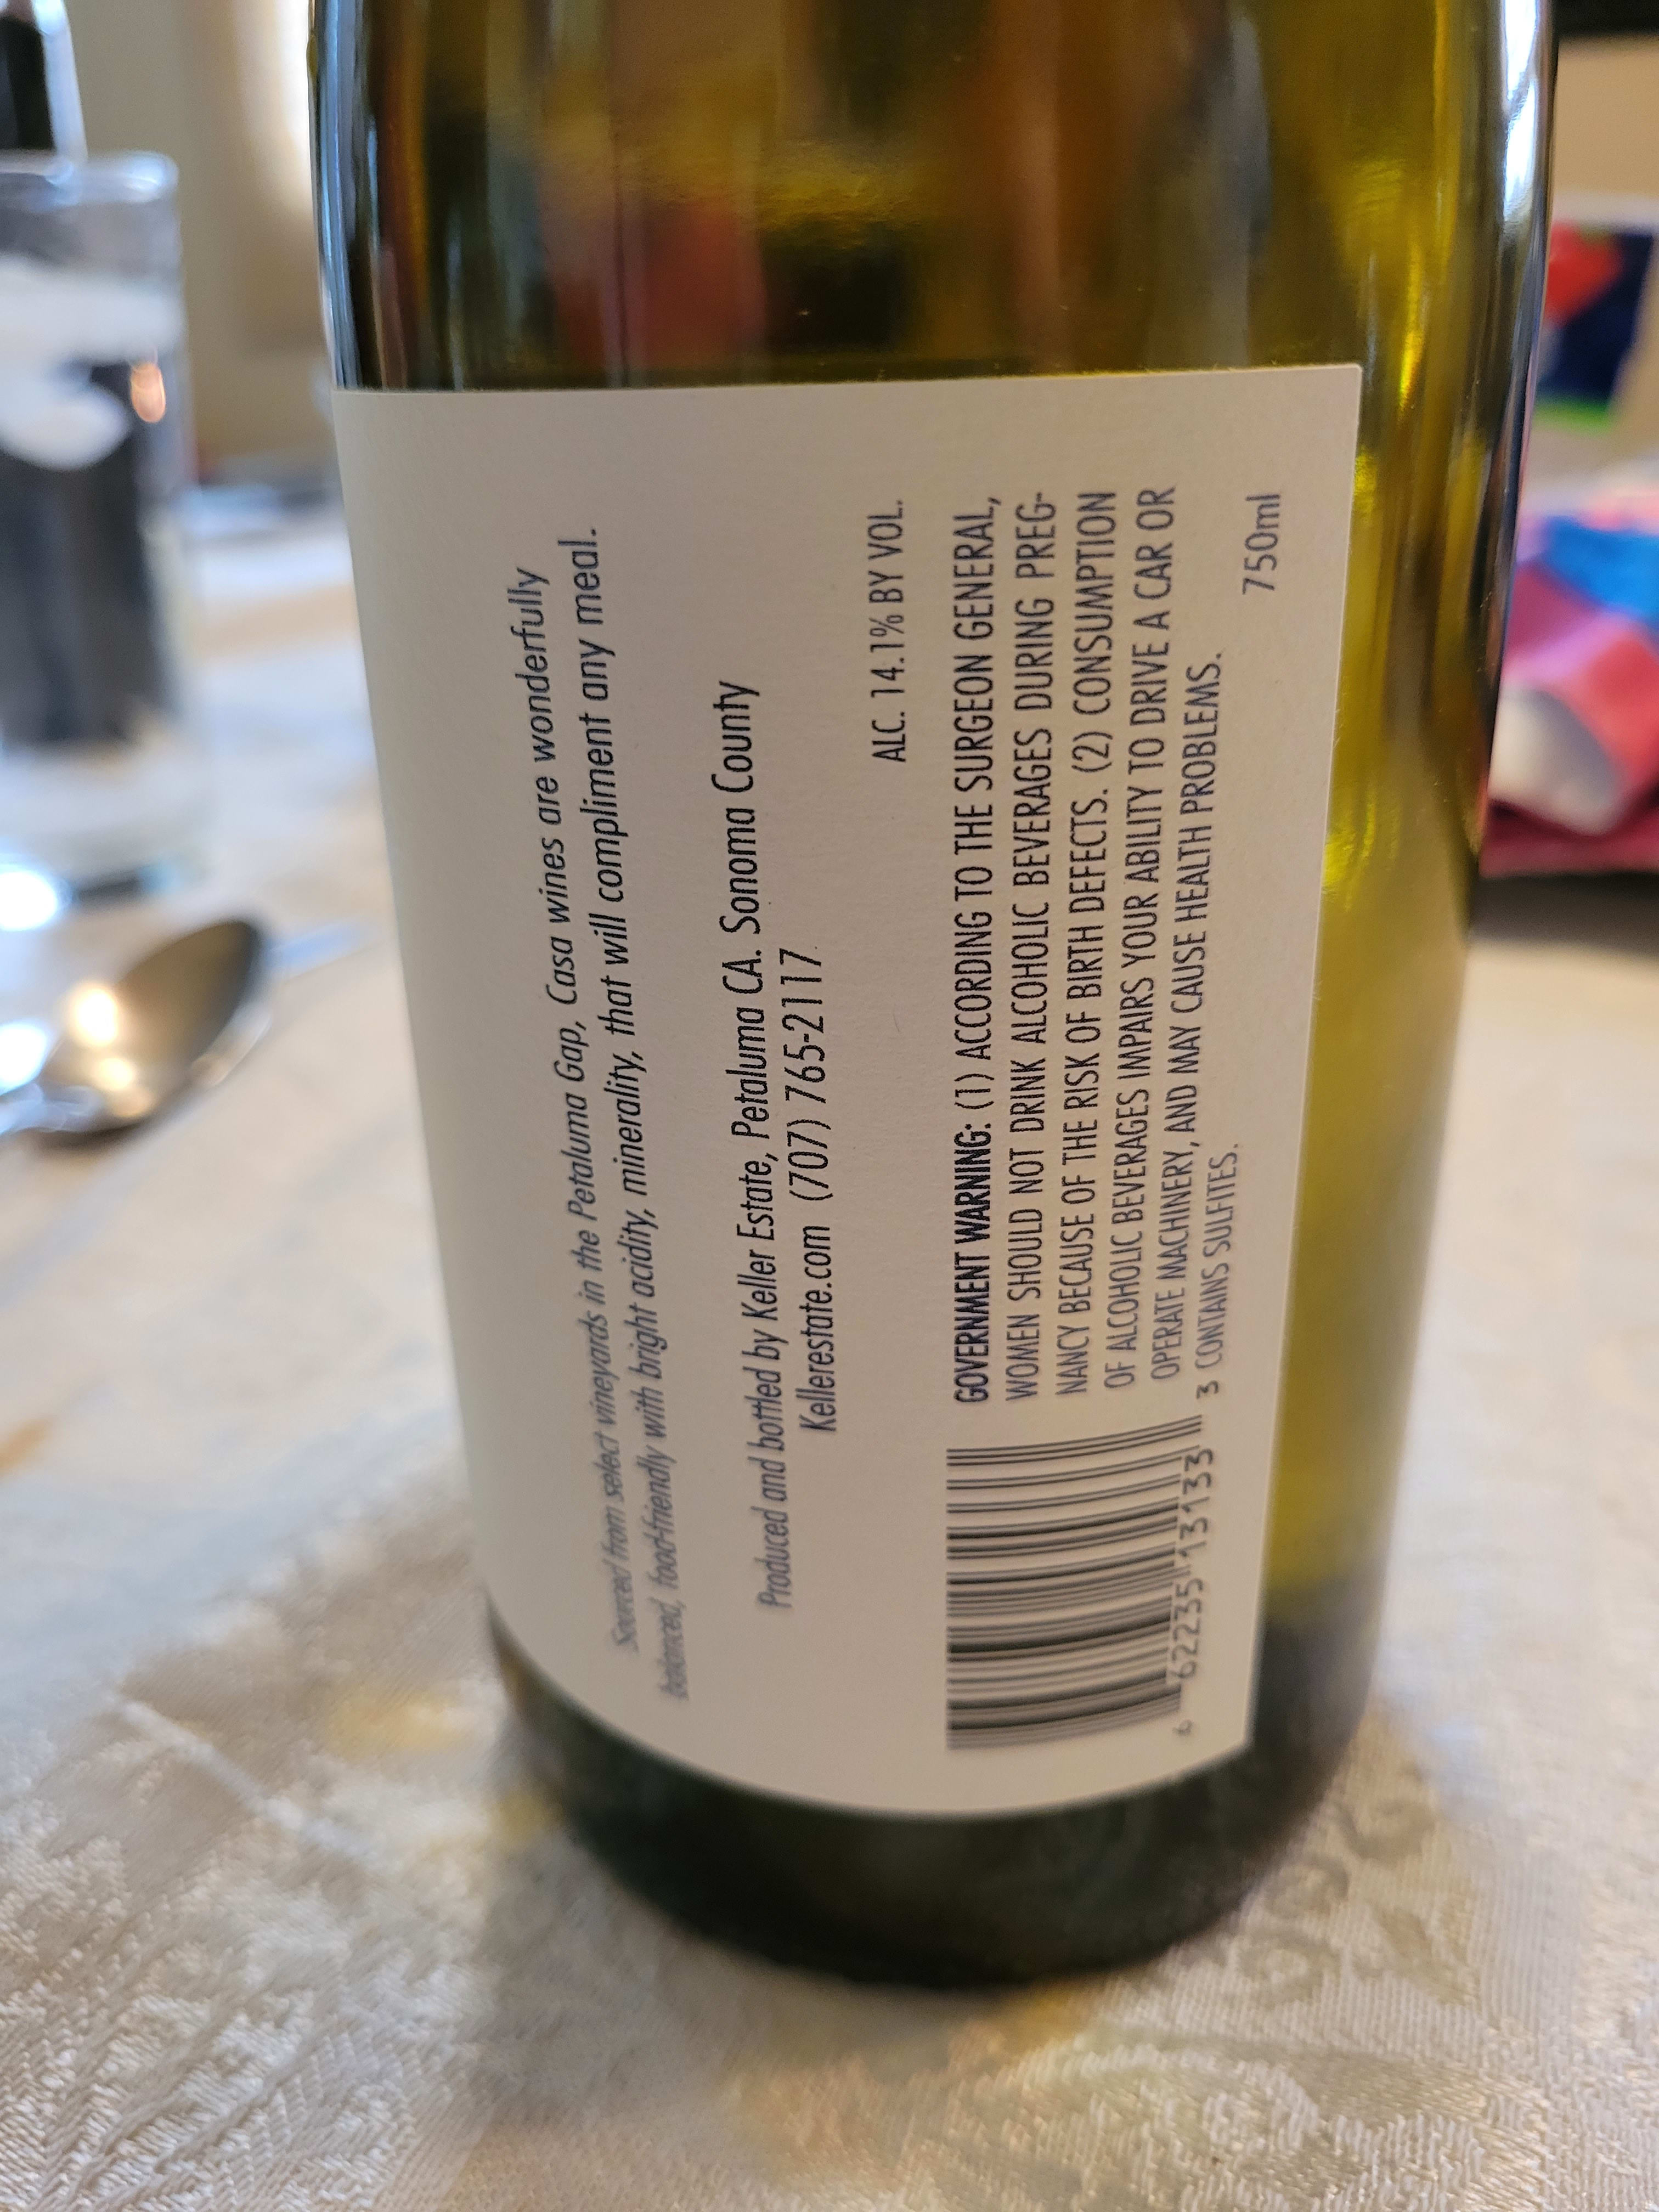 Sourced from select vineyards in the Petaluma Gap, Casa wines are wonderfully
balanced, food-friendly with bright acidity, minerality, that will compliment any meal.
Produced and bottled by Keller Estate, Petaluma CA. Sonoma County
Kellerestate.com (707) 765-2117
ALC. 14.1% BY VOL.
GOVERNMENT WARNING: (1) ACCORDING TO THE SURGEON GENERAL,
WOMEN SHOULD NOT DRINK ALCOHOLIC BEVERAGES DURING PREG-
NANCY BECAUSE OF THE RISK OF BIRTH DEFECTS. (2) CONSUMPTION
OF ALCOHOLIC BEVERAGES IMPAIRS YOUR ABILITY TO DRIVE A CAR OR
OPERATE MACHINERY, AND MAY CAUSE HEALTH PROBLEMS.
CONTAINS SULFITES.
750ml
6 62235 13133 3